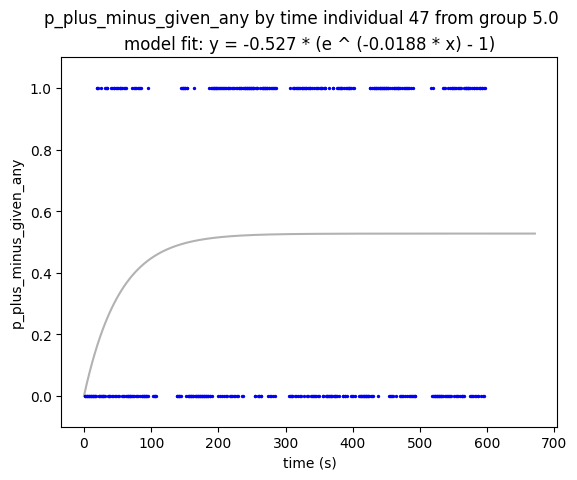 p_plus_minus_given_any by time individual 47 from group 5.0
model fit: y = -0.527 * (e ^ (-0.0188 * x) - 1)
p_plus_minus_given_any
1.0
0.8
0.6
0.4
0.2
0.0
0 100 200 300 400 500 600 700
time (s)